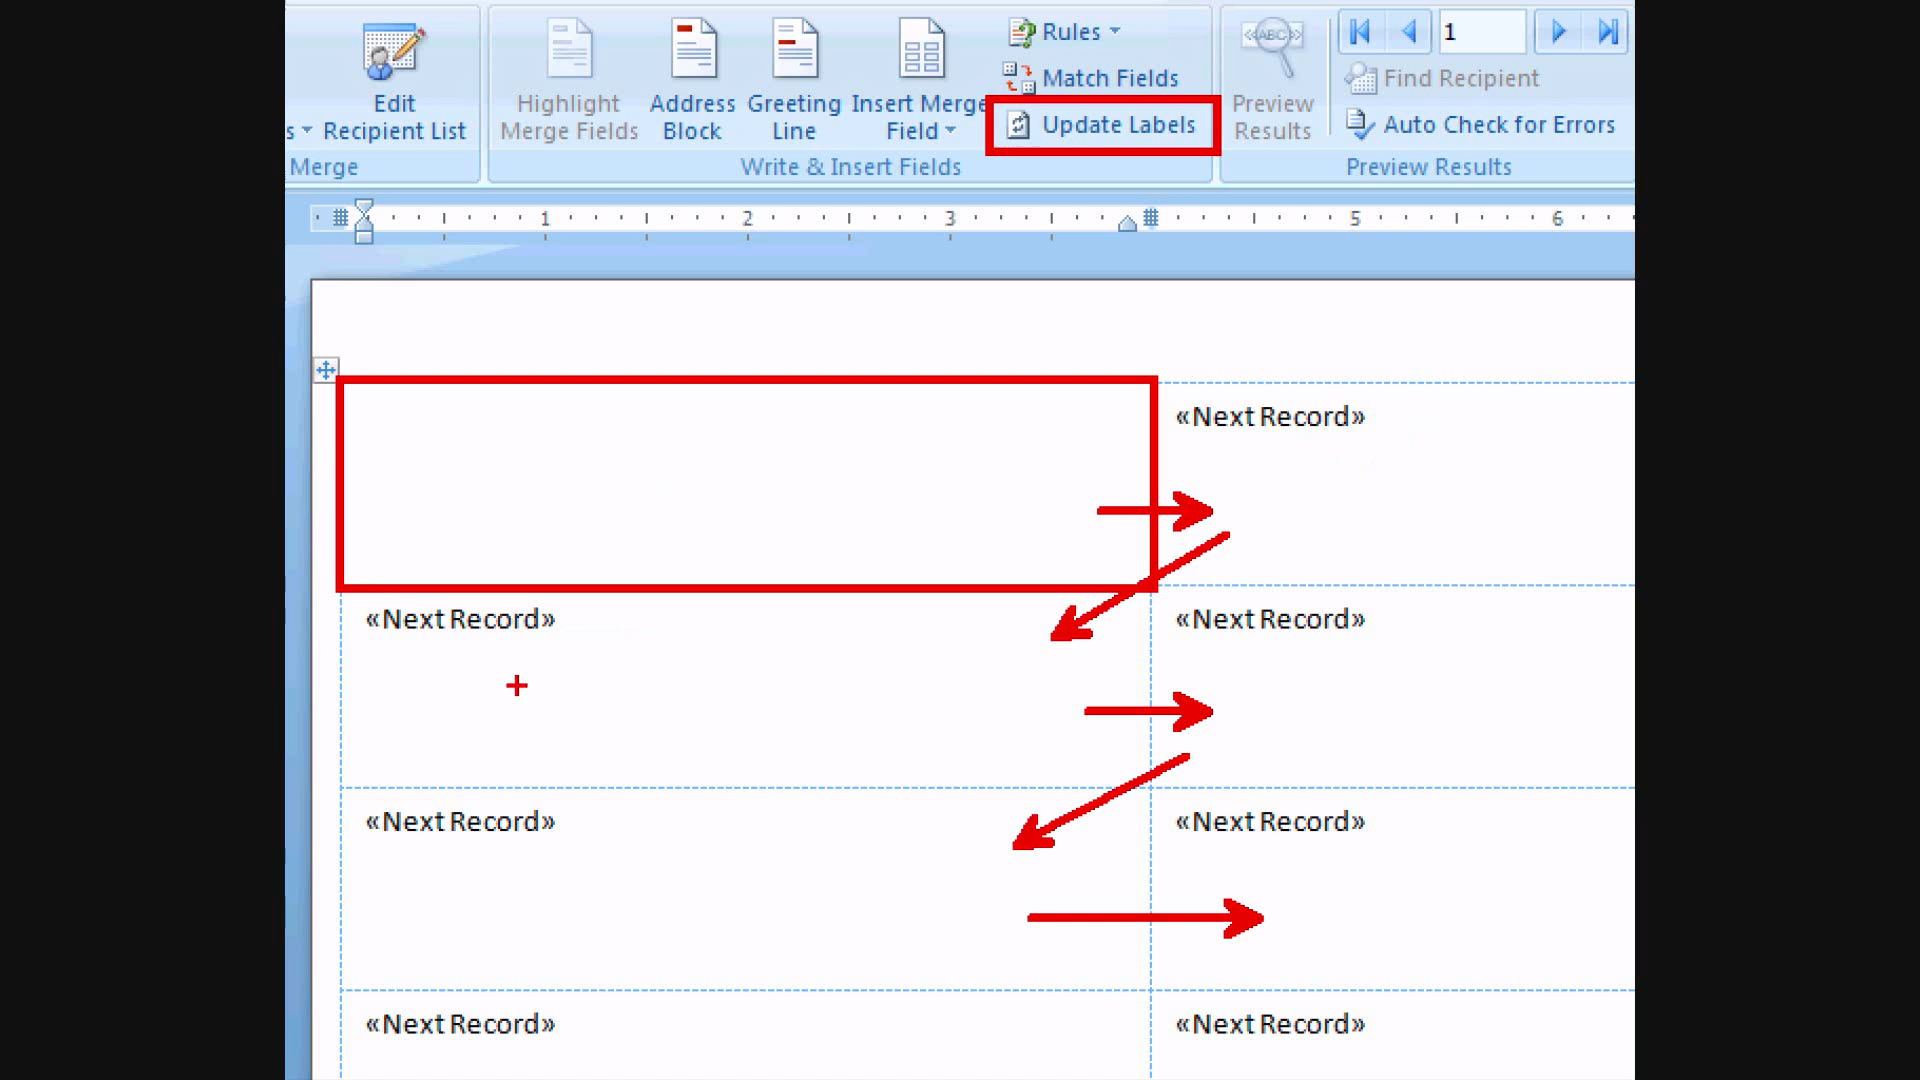 Edit
s Recipient List
Merge
Highlight
Merge Fields
Address
Block
Greeting
Line
Insert Merge
Field
Rules
Match Fields
Update Labels
Write & Insert Fields
ABC
Preview
Results
1
Find Recipient
Auto Check for Errors
Preview Results
1 2 3 5 6
«Next Record»
«Next Record» «Next Record»
«Next Record» «Next Record»
«Next Record» «Next Record»